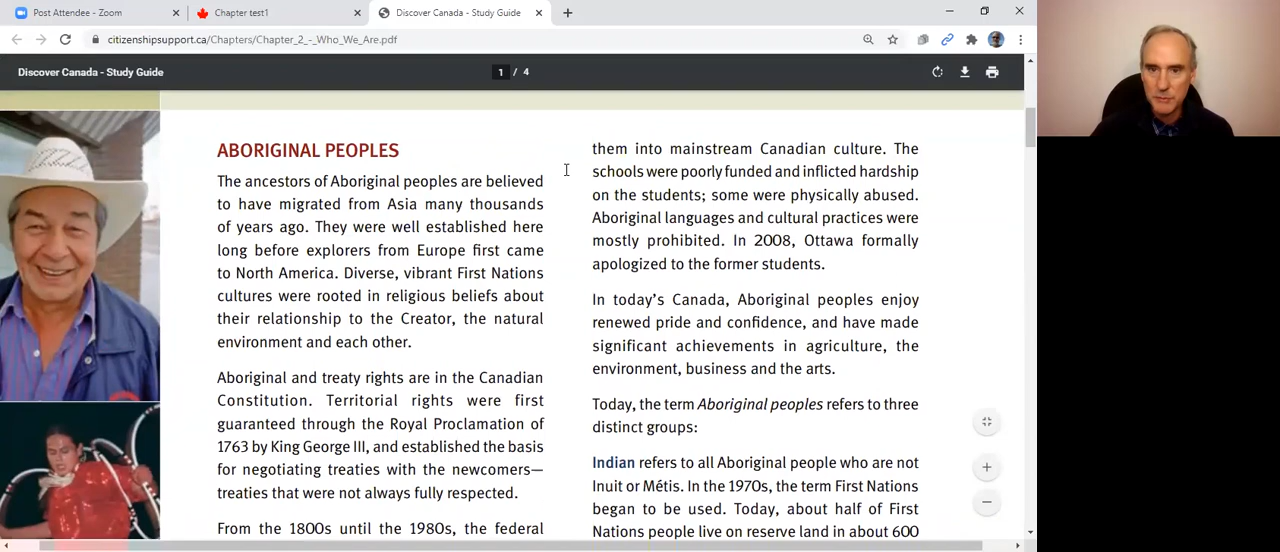 Post Attendee - Zoom
Chapter test1
Discover Canada - Study Guide
citizenshipsupport.ca/Chapters/Chapter_2_-_Who_We_Are.pdf
Discover Canada - Study Guide
1 / 4
ABORIGINAL PEOPLES
The ancestors of Aboriginal peoples are believed
to have migrated from Asia many thousands
of years ago. They were well established here
long before explorers from Europe first came
to North America. Diverse, vibrant First Nations
cultures were rooted in religious beliefs about
their relationship to the Creator, the natural
environment and each other.
Aboriginal and treaty rights are in the Canadian
Constitution. Territorial rights were first
guaranteed through the Royal Proclamation of
1763 by King George III, and established the basis
for negotiating treaties with the newcomers—
treaties that were not always fully respected.
From the 1800s until the 1980s, the federal
them into mainstream Canadian culture. The
schools were poorly funded and inflicted hardship
on the students; some were physically abused.
Aboriginal languages and cultural practices were
mostly prohibited. In 2008, Ottawa formally
apologized to the former students.
In today's Canada, Aboriginal peoples enjoy
renewed pride and confidence, and have made
significant achievements in agriculture, the
environment, business and the arts.
Today, the term Aboriginal peoples refers to three
distinct groups:
Indian refers to all Aboriginal people who are not
Inuit or Métis. In the 1970s, the term First Nations
began to be used. Today, about half of First
Nations people live on reserve land in about 600